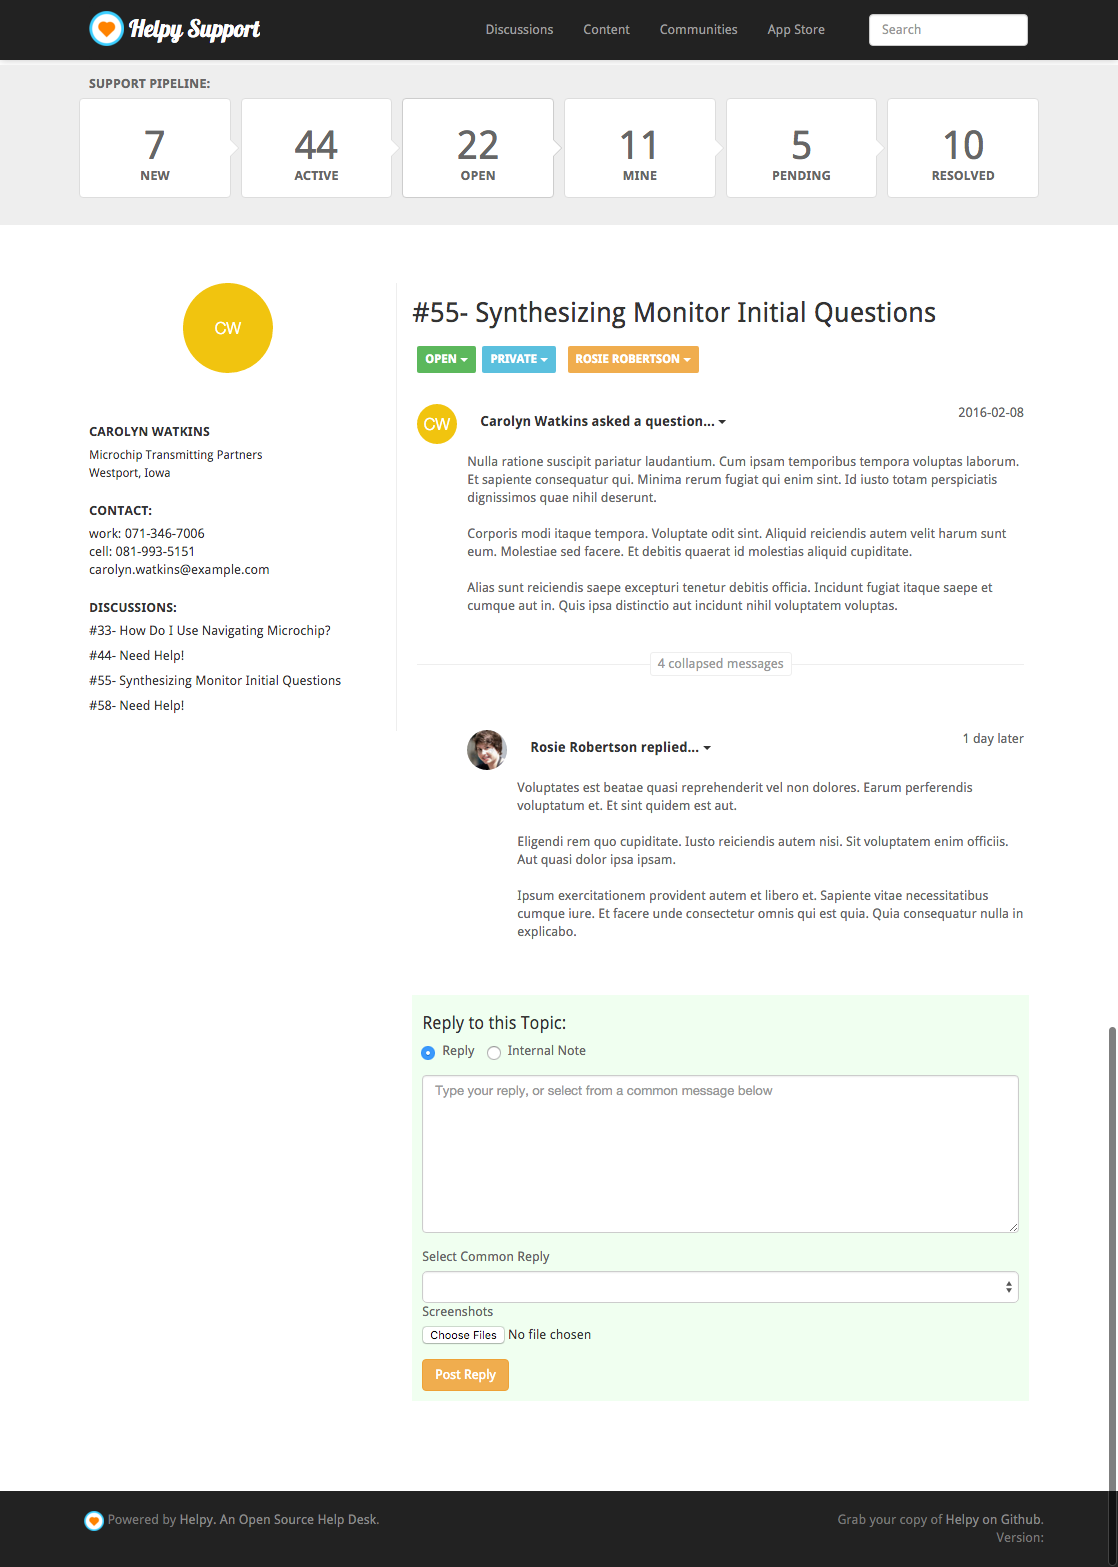 Helpy Support
Discussions
Content
Communities
App Store
Search
SUPPORT PIPELINE:
7
NEW
44
ACTIVE
22
OPEN
11
MINE
5
PENDING
10
RESOLVED
CW
CAROLYN WATKINS
Microchip Transmitting Partners
Westport, Iowa
CONTACT:
work: 071-346-7006
cell: 081-993-5151
carolyn.watkins@example.com
DISCUSSIONS:
#33- How Do I Use Navigating Microchip?
#44- Need Help!
#55- Synthesizing Monitor Initial Questions
#58- Need Help!
#55- Synthesizing Monitor Initial Questions
OPEN
PRIVATE
ROSIE ROBERTSON
CW
Carolyn Watkins asked a question...
2016-02-08
Nulla ratione suscipit pariatur laudantium. Cum ipsam temporibus tempora voluptas laborum.
Et sapiente consequatur qui. Minima rerum fugiat qui enim sint. Id iusto totam perspiciatis
dignissimos quae nihil deserunt.
Corporis modi itaque tempora. Voluptate odit sint. Aliquid reiciendis autem velit harum sunt
eum. Molestiae sed facere. Et debitis quaerat id molestias aliquid cupiditate.
Alias sunt reiciendis saepe excepturi tenetur debitis officia. Incidunt fugiat itaque saepe et
cumque aut in. Quis ipsa distinctio aut incidunt nihil voluptatem voluptas.
4 collapsed messages
Rosie Robertson replied...
1 day later
Voluptates est beatae quasi reprehenderit vel non dolores. Earum perferendis
voluptatum et. Et sint quidem est aut.
Eligendi rem quo cupiditate. Iusto reiciendis autem nisi. Sit voluptatem enim officiis.
Aut quasi dolor ipsa ipsam.
Ipsum exercitationem provident autem et libero et. Sapiente vitae necessitatibus
cumque iure. Et facere unde consectetur omnis qui est quia. Quia consequatur nulla in
explicabo.
Reply to this Topic:
Reply
Internal Note
Type your reply, or select from a common message below
Select Common Reply
Screenshots
Choose Files No file chosen
Post Reply
Powered by Helpy. An Open Source Help Desk.
Grab your copy of Helpy on Github.
Version: